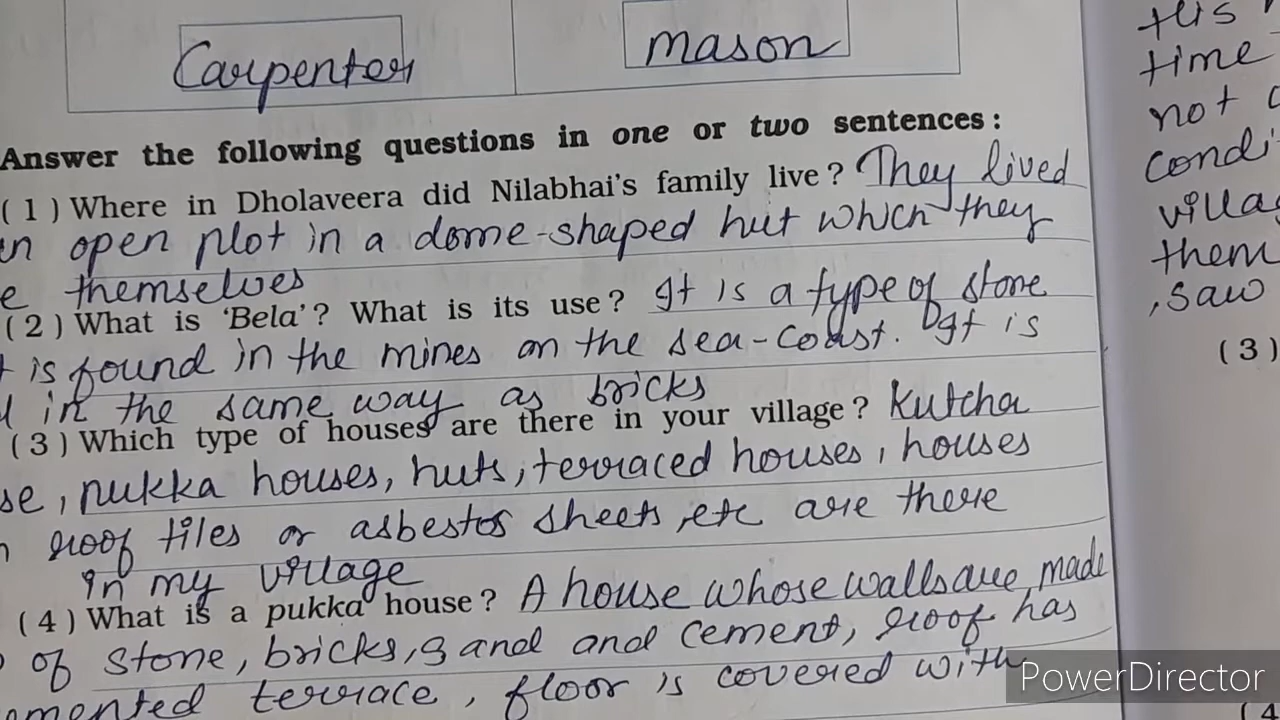 Carpenter
mason
Answer the following questions in one or two sentences :
( 1 ) Where in Dholaveera did Nilabhai's family live ? They lived
open plot in a dome-shaped hut which they
themselves
( 2 ) What is 'Bela' ? What is its use ? It is a type of stone
is found in the mines on the sea-coast. It is
in the same way as bricks
( 3 ) Which type of houses are there in your village ? Kutcha
, pukka houses, huts, terraced houses, houses
roof tiles or asbestos sheets, etc are there
in my village
( 4 ) What is a pukka house ? A house whose walls are made
of stone, bricks, sand and cement, roof has
terrace, floor is covered with
this
time
not
them
, saw
( 3 )
( 4
PowerDirector